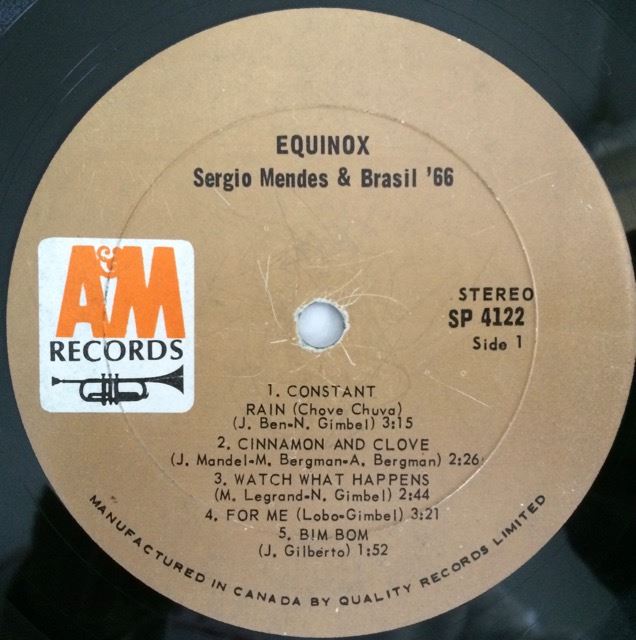 EQUINOX
Sergio Mendes & Brasil '66
A&M
RECORDS
STEREO
SP 4122
Side 1
1. CONSTANT
RAIN (Chove Chuva)
(J. Ben-N. Gimbel) 3:15
2. CINNAMON AND CLOVE
(J. Mandel-M. Bergman-A. Bergman) 2:26
3. WATCH WHAT HAPPENS
(M. Legrand-N. Gimbel) 2:44
4. FOR ME (Lobo-Gimbel) 3:21
5. BIM BOM
(J. Gilberto) 1:52
MANUFACTURED IN CANADA BY QUALITY RECORDS LIMITED